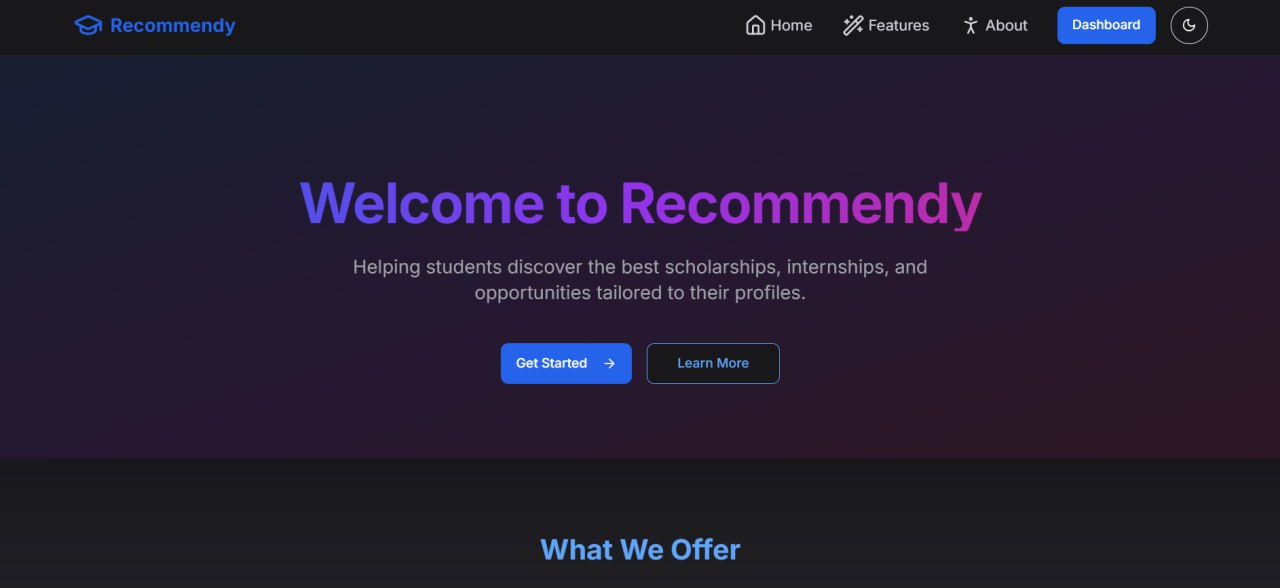 Recommendy
Home
Features
About
Dashboard
Welcome to Recommendy
Helping students discover the best scholarships, internships, and
opportunities tailored to their profiles.
Get Started
Learn More
What We Offer